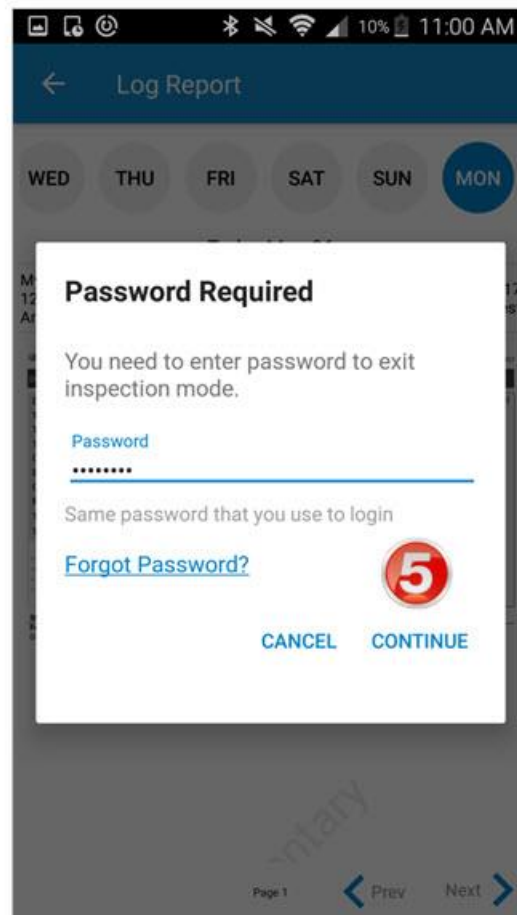 10% 11:00 AM
Log Report
WED THU FRI SAT SUN MON
Password Required
You need to enter password to exit
inspection mode.
Password
••••••••
Same password that you use to login
Forgot Password?
5
CANCEL CONTINUE
Page 1 Prev Next